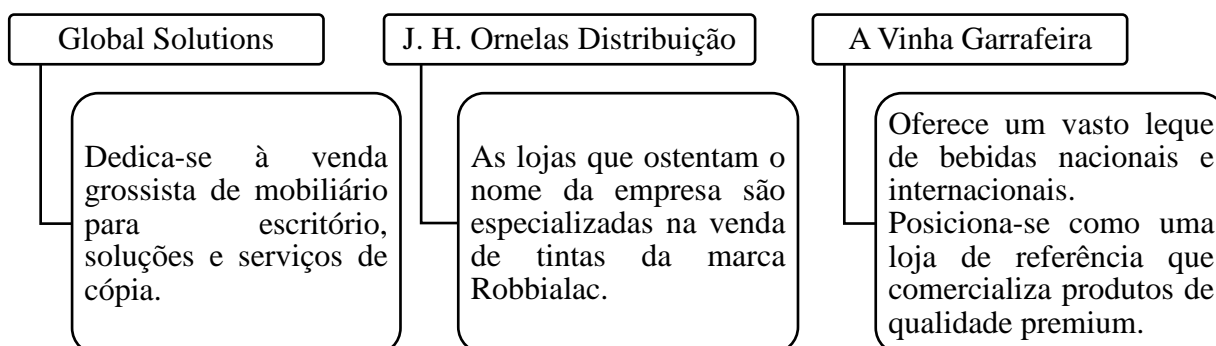 Global Solutions
Dedica-se à venda
grossista de mobiliário
para escritório,
soluções e serviços de
cópia.
J. H. Ornelas Distribuição
As lojas que ostentam o
nome da empresa são
especializadas na venda
de tintas da marca
Robbialac.
A Vinha Garrafeira
Oferece um vasto leque
de bebidas nacionais e
internacionais.
Posiciona-se como uma
loja de referência que
comercializa produtos de
qualidade premium.